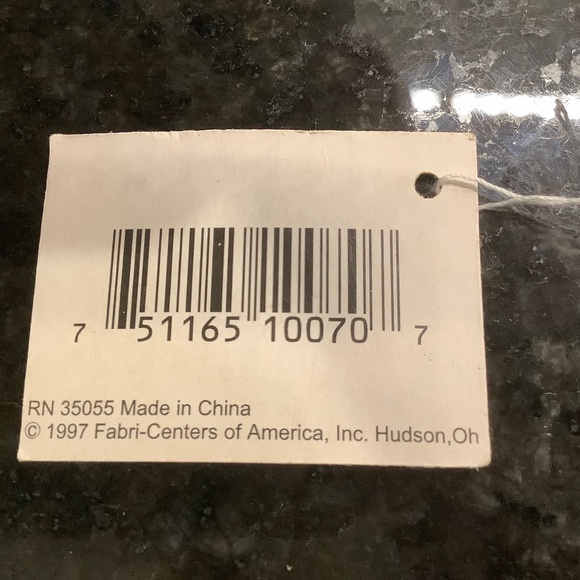 7 51165 10070 7
RN 35055 Made in China
© 1997 Fabri-Centers of America, Inc. Hudson,Oh